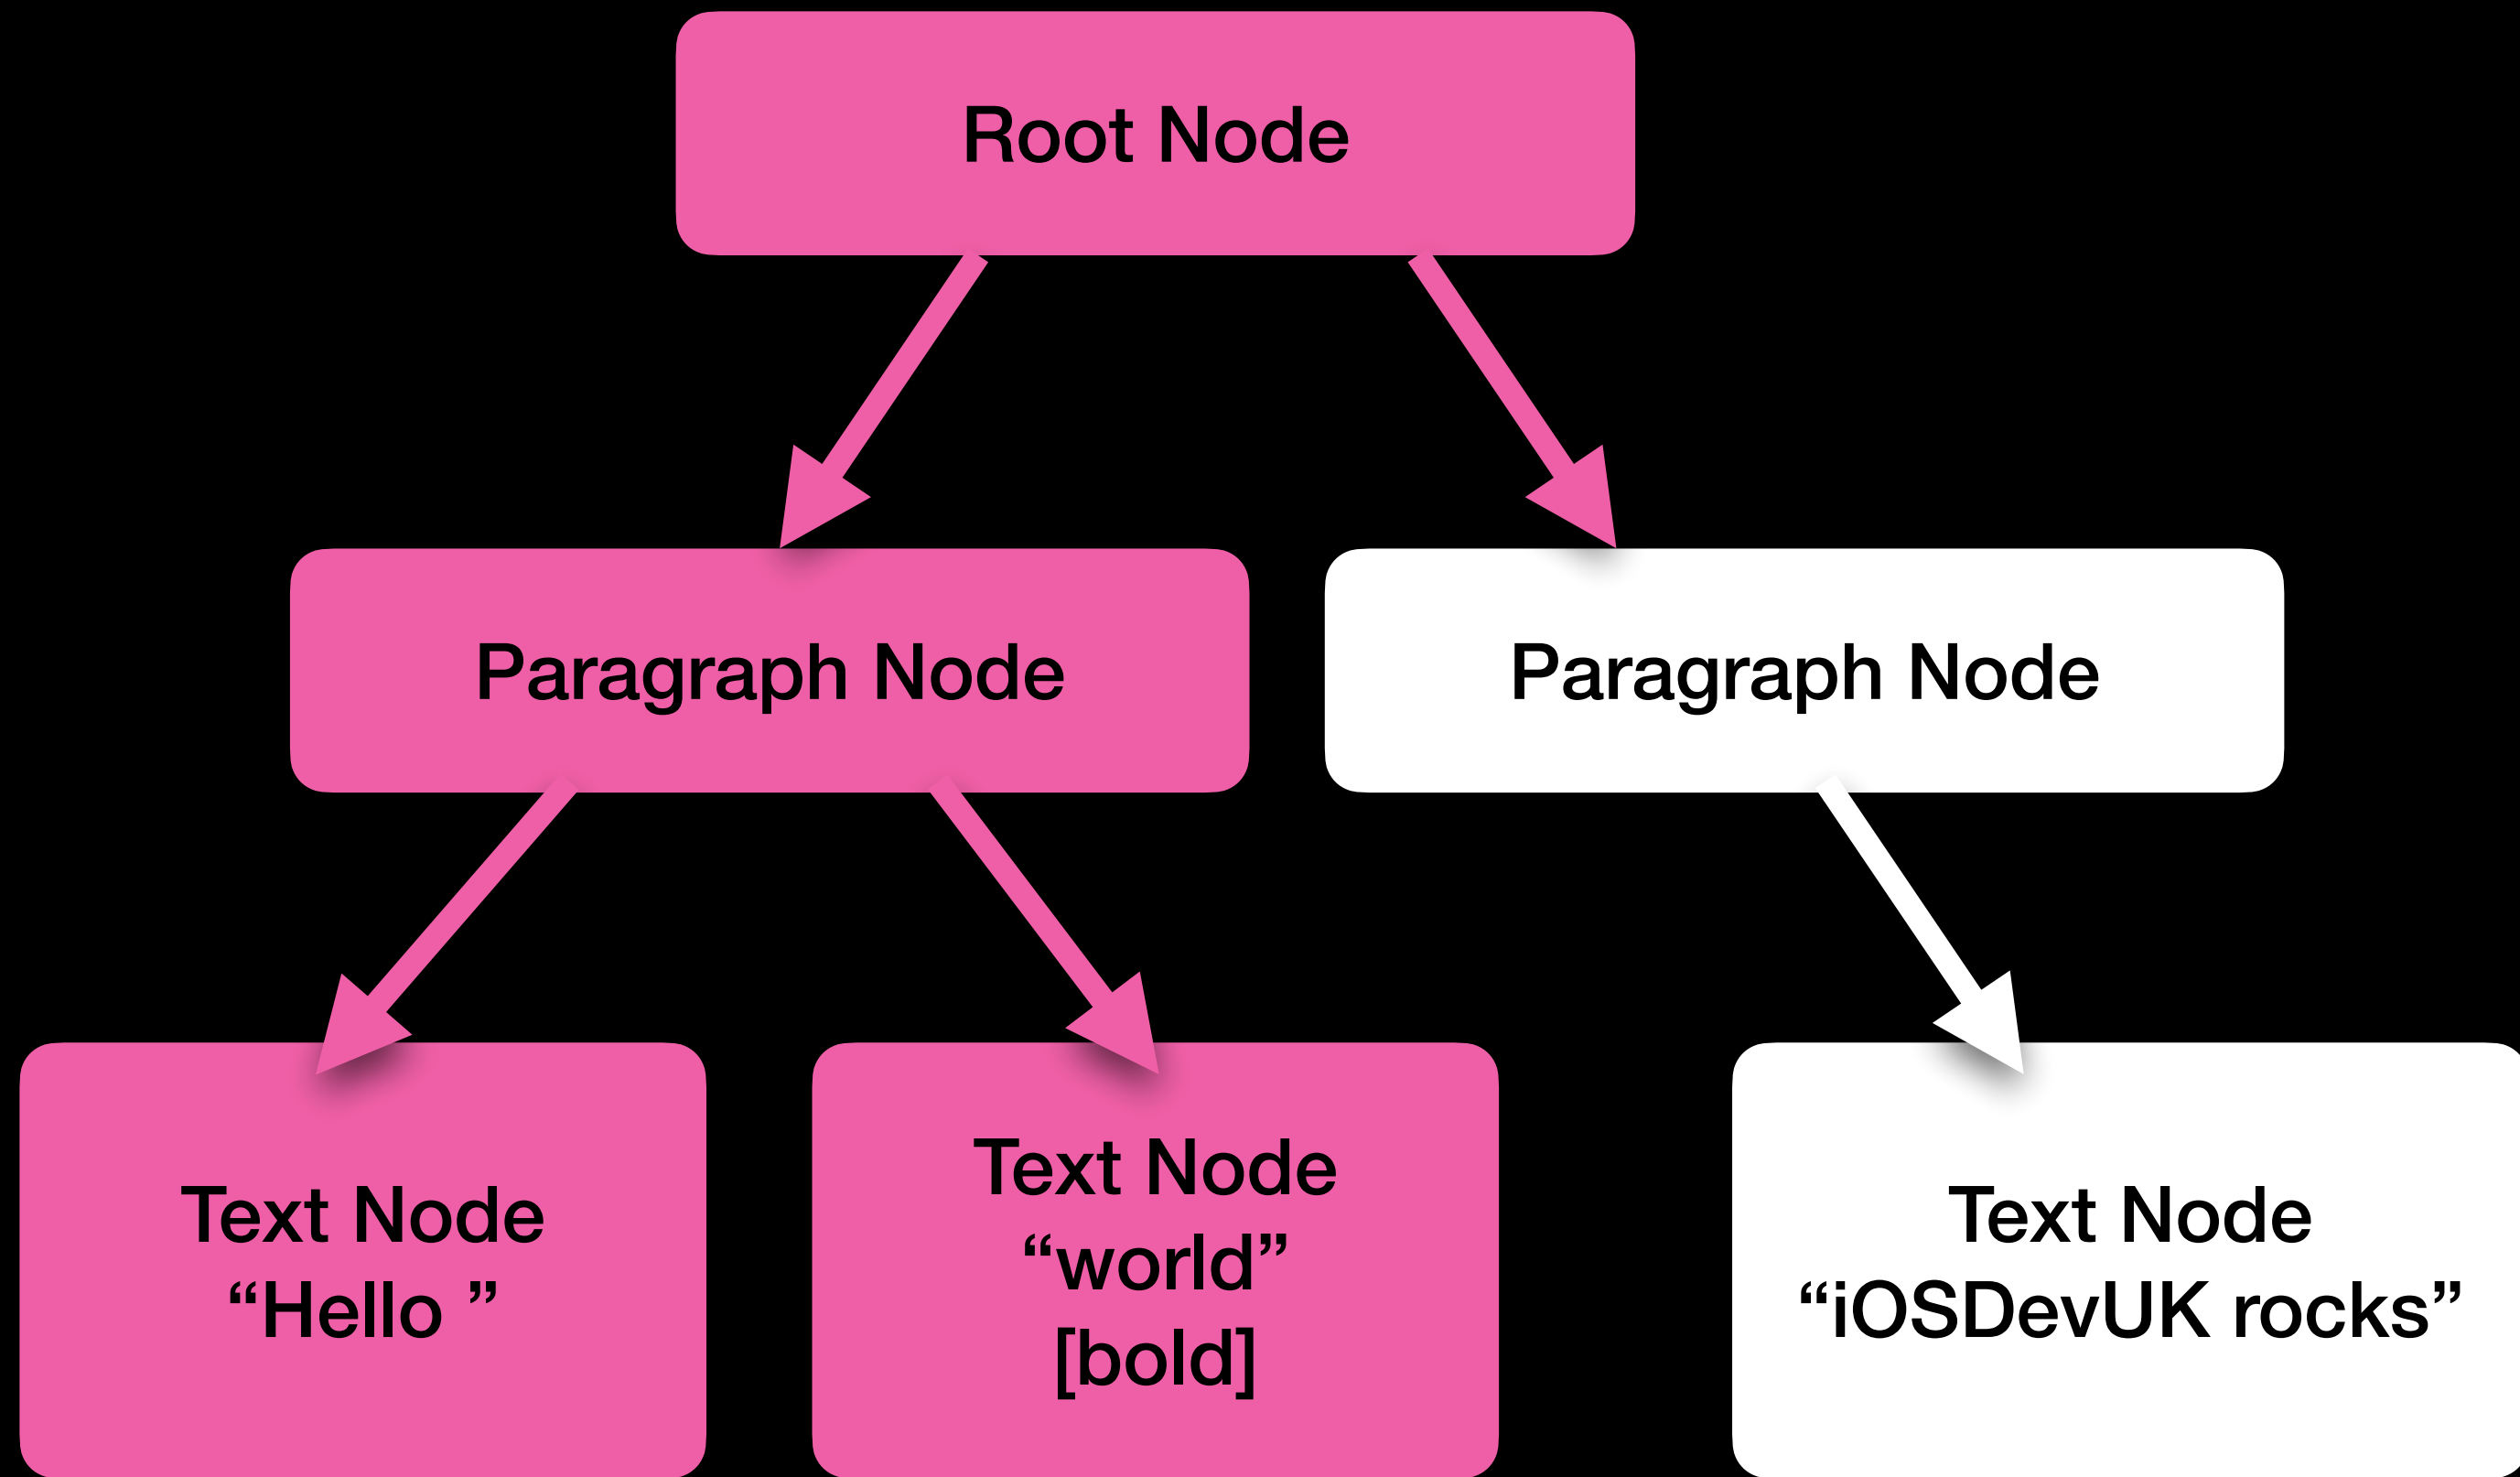 Root Node
Paragraph Node
Paragraph Node
Text Node
“Hello ”
Text Node
“world”
[bold]
Text Node
“iOSDevUK rocks”